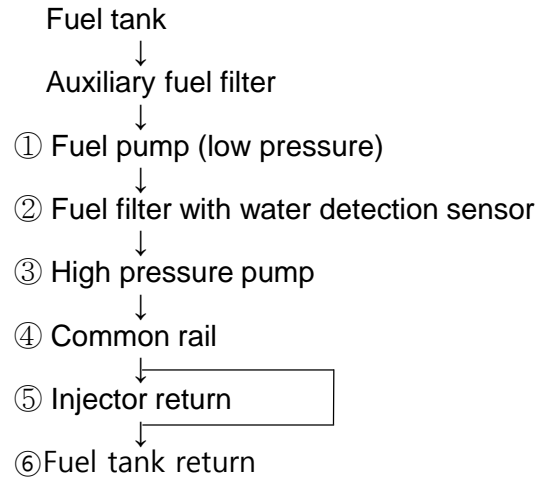 Fuel tank
↓
Auxiliary fuel filter
↓
① Fuel pump (low pressure)
↓
② Fuel filter with water detection sensor
↓
③ High pressure pump
↓
④ Common rail
↓
⑤ Injector return
↓
⑥Fuel tank return